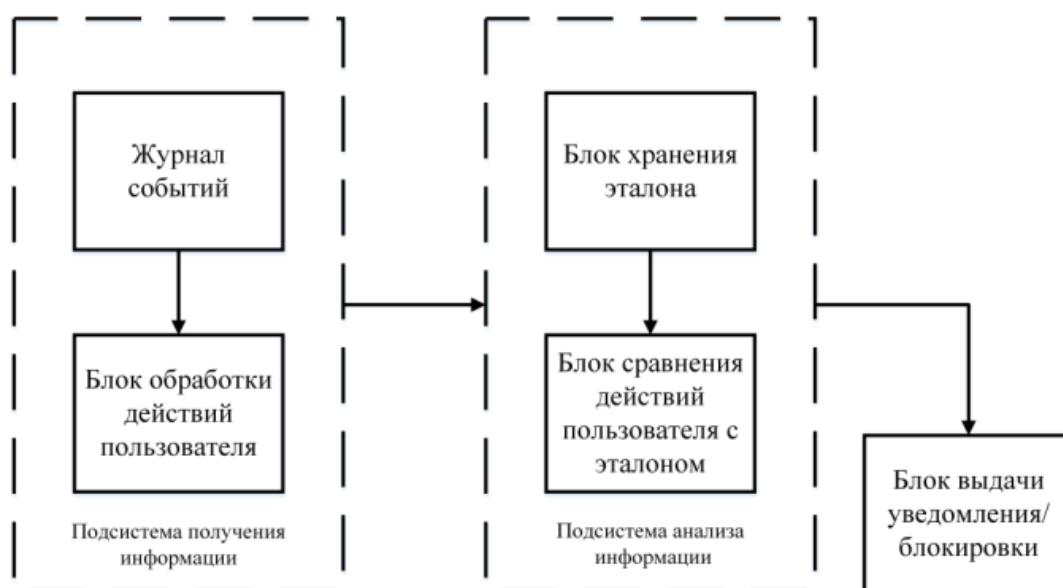 Журнал
событий
Блок обработки
действий
пользователя
Подсистема получения
информации
Блок хранения
эталона
Блок сравнения
действий
пользователя с
эталоном
Подсистема анализа
информации
Блок выдачи
уведомления/
блокировки